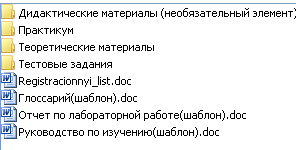 Дидактические материалы (необязательный элемент)
Практикум
Теоретические материалы
Тестовые задания
Registracionnyi_list.doc
Глоссарий(шаблон).doc
Отчет по лабораторной работе(шаблон).doc
Руководство по изучению(шаблон).doc